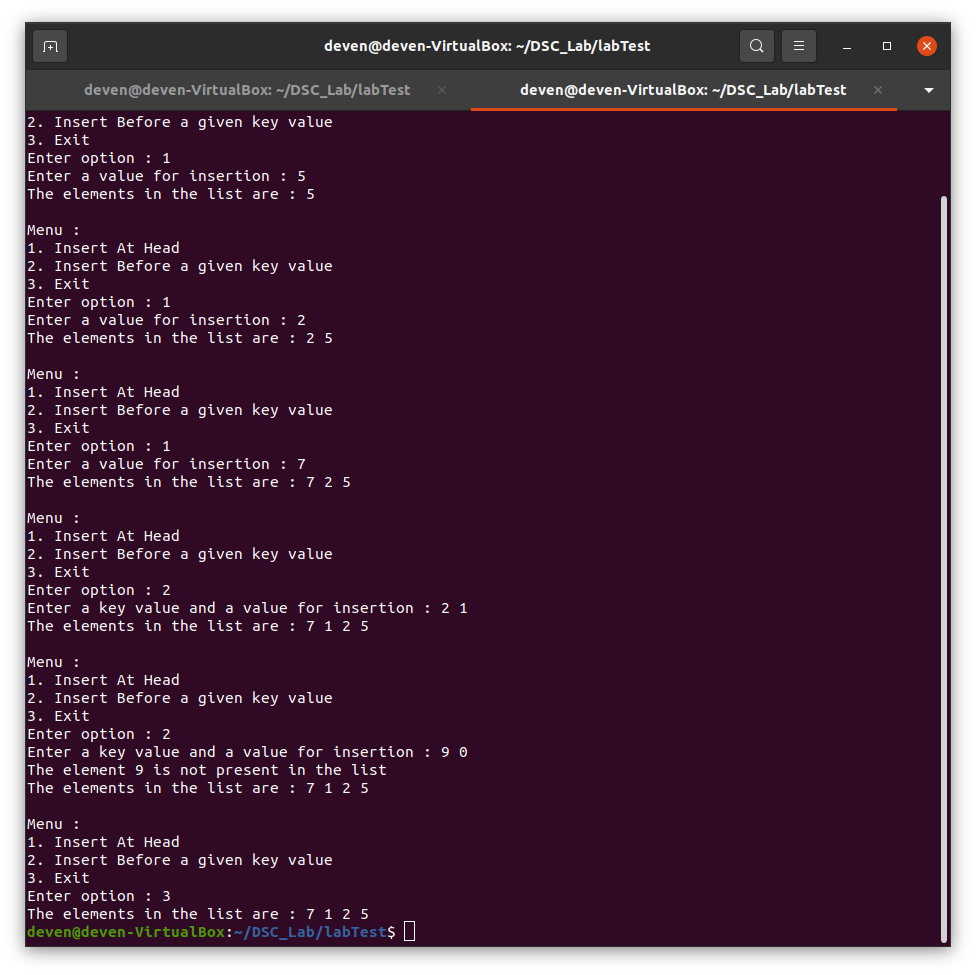 deven@deven-VirtualBox: ~/DSC_Lab/labTest
deven@deven-VirtualBox: ~/DSC_Lab/labTest
deven@deven-VirtualBox: ~/DSC_Lab/labTest
2. Insert Before a given key value
3. Exit
Enter option : 1
Enter a value for insertion : 5
The elements in the list are : 5
Menu :
1. Insert At Head
2. Insert Before a given key value
3. Exit
Enter option : 1
Enter a value for insertion : 2
The elements in the list are : 2 5
Menu :
1. Insert At Head
2. Insert Before a given key value
3. Exit
Enter option : 1
Enter a value for insertion : 7
The elements in the list are : 7 2 5
Menu :
1. Insert At Head
2. Insert Before a given key value
3. Exit
Enter option : 2
Enter a key value and a value for insertion : 2 1
The elements in the list are : 7 1 2 5
Menu :
1. Insert At Head
2. Insert Before a given key value
3. Exit
Enter option : 2
Enter a key value and a value for insertion : 9 0
The element 9 is not present in the list
The elements in the list are : 7 1 2 5
Menu :
1. Insert At Head
2. Insert Before a given key value
3. Exit
Enter option : 3
The elements in the list are : 7 1 2 5
deven@deven-VirtualBox:~/DSC_Lab/labTest$